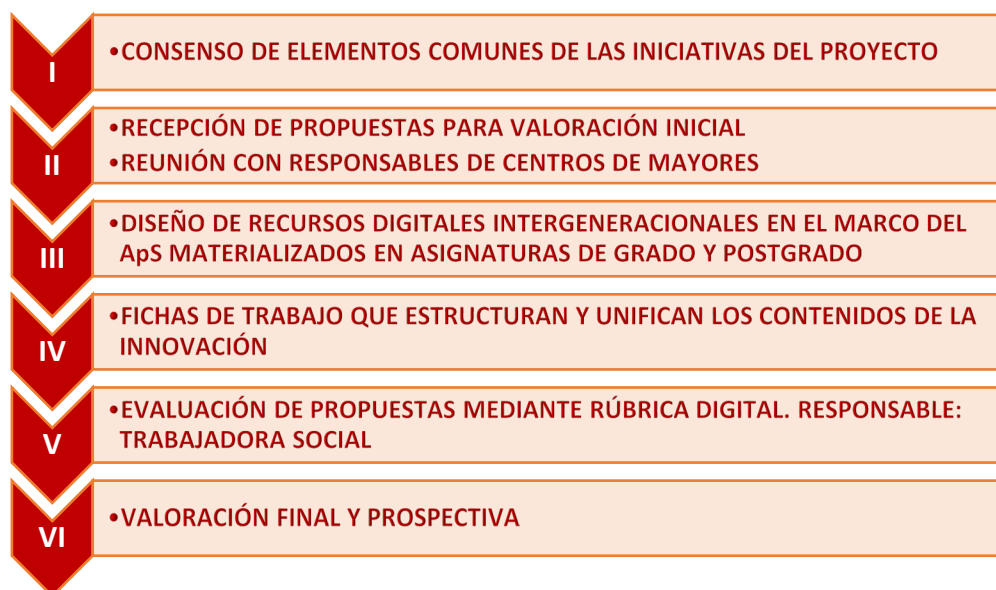 I
•CONSENSO DE ELEMENTOS COMUNES DE LAS INICIATIVAS DEL PROYECTO
II
•RECEPCIÓN DE PROPUESTAS PARA VALORACIÓN INICIAL
•REUNIÓN CON RESPONSABLES DE CENTROS DE MAYORES
III
•DISEÑO DE RECURSOS DIGITALES INTERGENERACIONALES EN EL MARCO DEL
ApS MATERIALIZADOS EN ASIGNATURAS DE GRADO Y POSTGRADO
IV
•FICHAS DE TRABAJO QUE ESTRUCTURAN Y UNIFICAN LOS CONTENIDOS DE LA
INNOVACIÓN
V
•EVALUACIÓN DE PROPUESTAS MEDIANTE RÚBRICA DIGITAL. RESPONSABLE:
TRABAJADORA SOCIAL
VI
•VALORACIÓN FINAL Y PROSPECTIVA